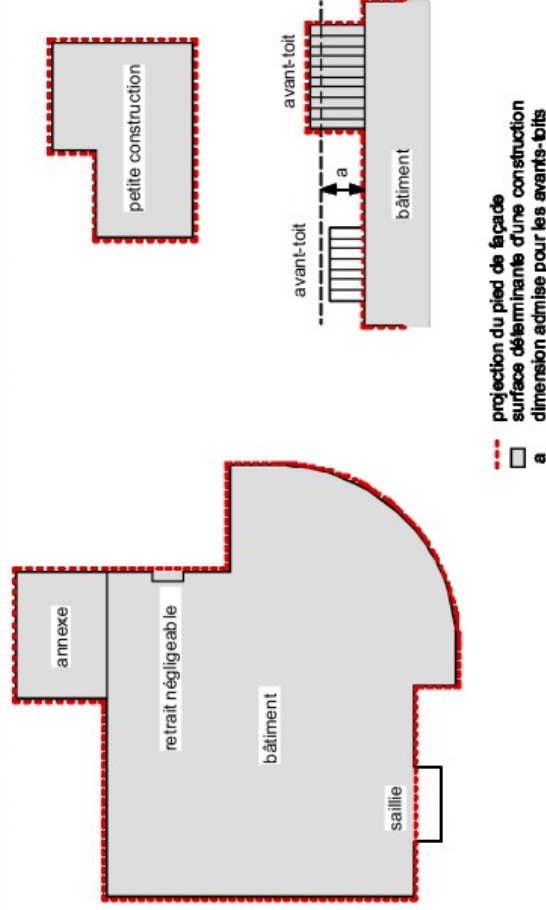 annexe
petite construction
retrait négligeable
bâtiment
saillie
avant-toit
avant-toit
a
bâtiment
projection du pied de façade
surface déterminante d'une construction
a dimension admise pour les avants-toits